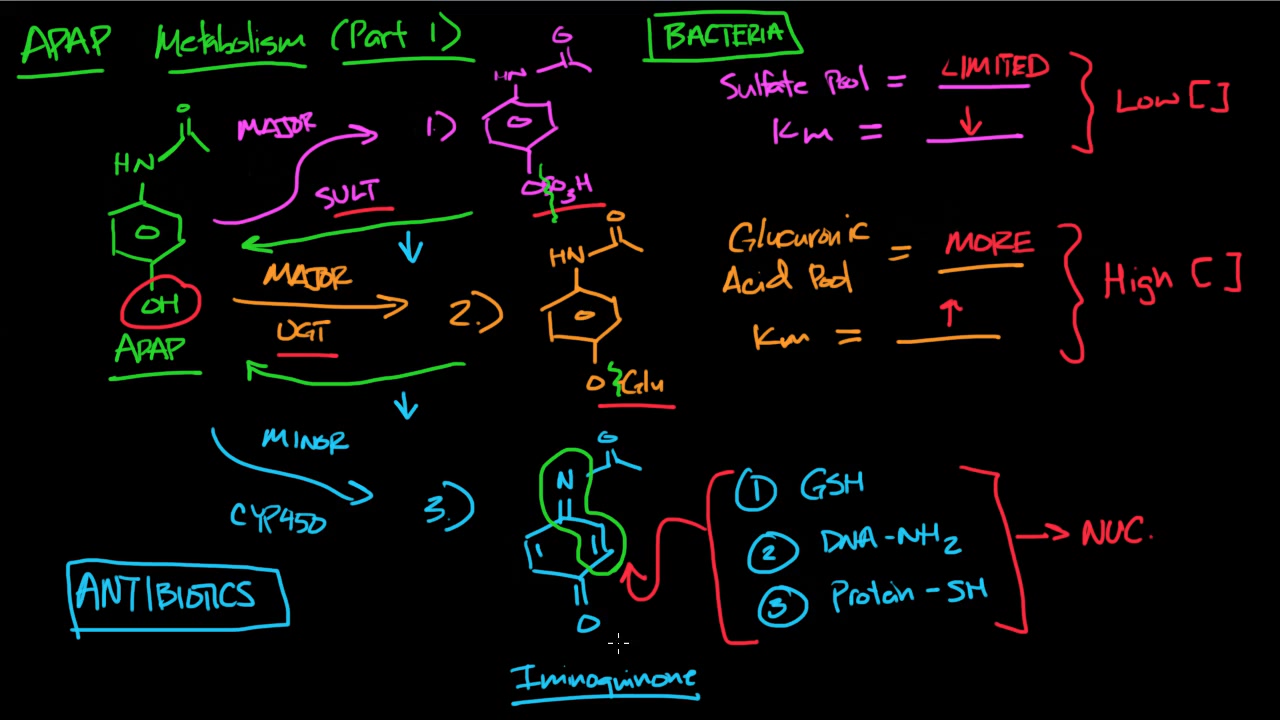 APAP Metabolism (Part 1)
BACTERIA
O
HN
OH
APAP
MAJOR
SULT
1.)
O
HN
OSO3H
Sulfate Pool = LIMITED
Km = ↓
Low []
MAJOR
UGT
2.)
O
HN
O Glu
Glucuronic
Acid Pool = MORE
Km = ↑
High []
MINOR
CYP450
3.)
O
N
O
Iminoquinone
① GSH
② DNA-NH2
③ Protein-SH
→ NUC.
ANTIBIOTICS